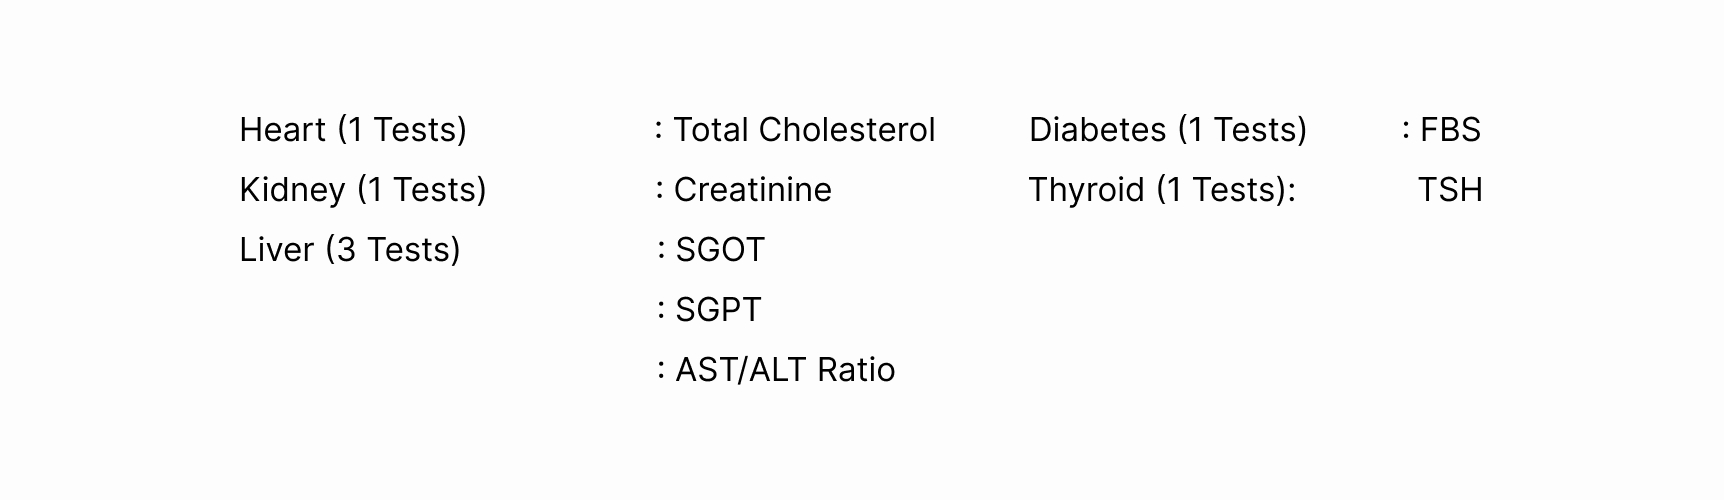 Heart (1 Tests) : Total Cholesterol Diabetes (1 Tests) : FBS
Kidney (1 Tests) : Creatinine Thyroid (1 Tests): TSH
Liver (3 Tests) : SGOT
: SGPT
: AST/ALT Ratio